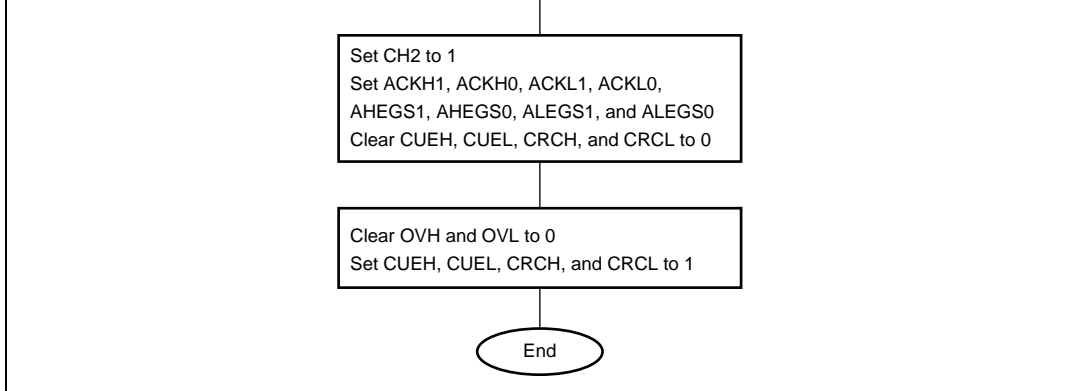 Set CH2 to 1
Set ACKH1, ACKH0, ACKL1, ACKL0,
AHEGS1, AHEGS0, ALEGS1, and ALEGS0
Clear CUEH, CUEL, CRCH, and CRCL to 0
Clear OVH and OVL to 0
Set CUEH, CUEL, CRCH, and CRCL to 1
End